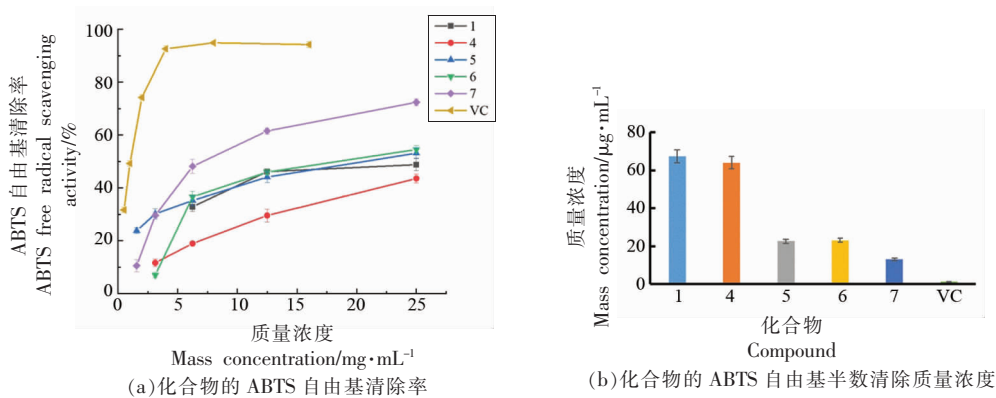 ABTS 自由基清除率
ABTS free radical scavenging
activity/%
100
80
60
40
20
0
0
5
10
15
20
25
1
4
5
6
7
VC
质量浓度
Mass concentration/mg·mL⁻¹
(a)化合物的 ABTS 自由基清除率
质量浓度
Mass concentration/μg·mL⁻¹
80
60
40
20
0
1
4
5
6
7
VC
化合物
Compound
(b)化合物的 ABTS 自由基半数清除质量浓度